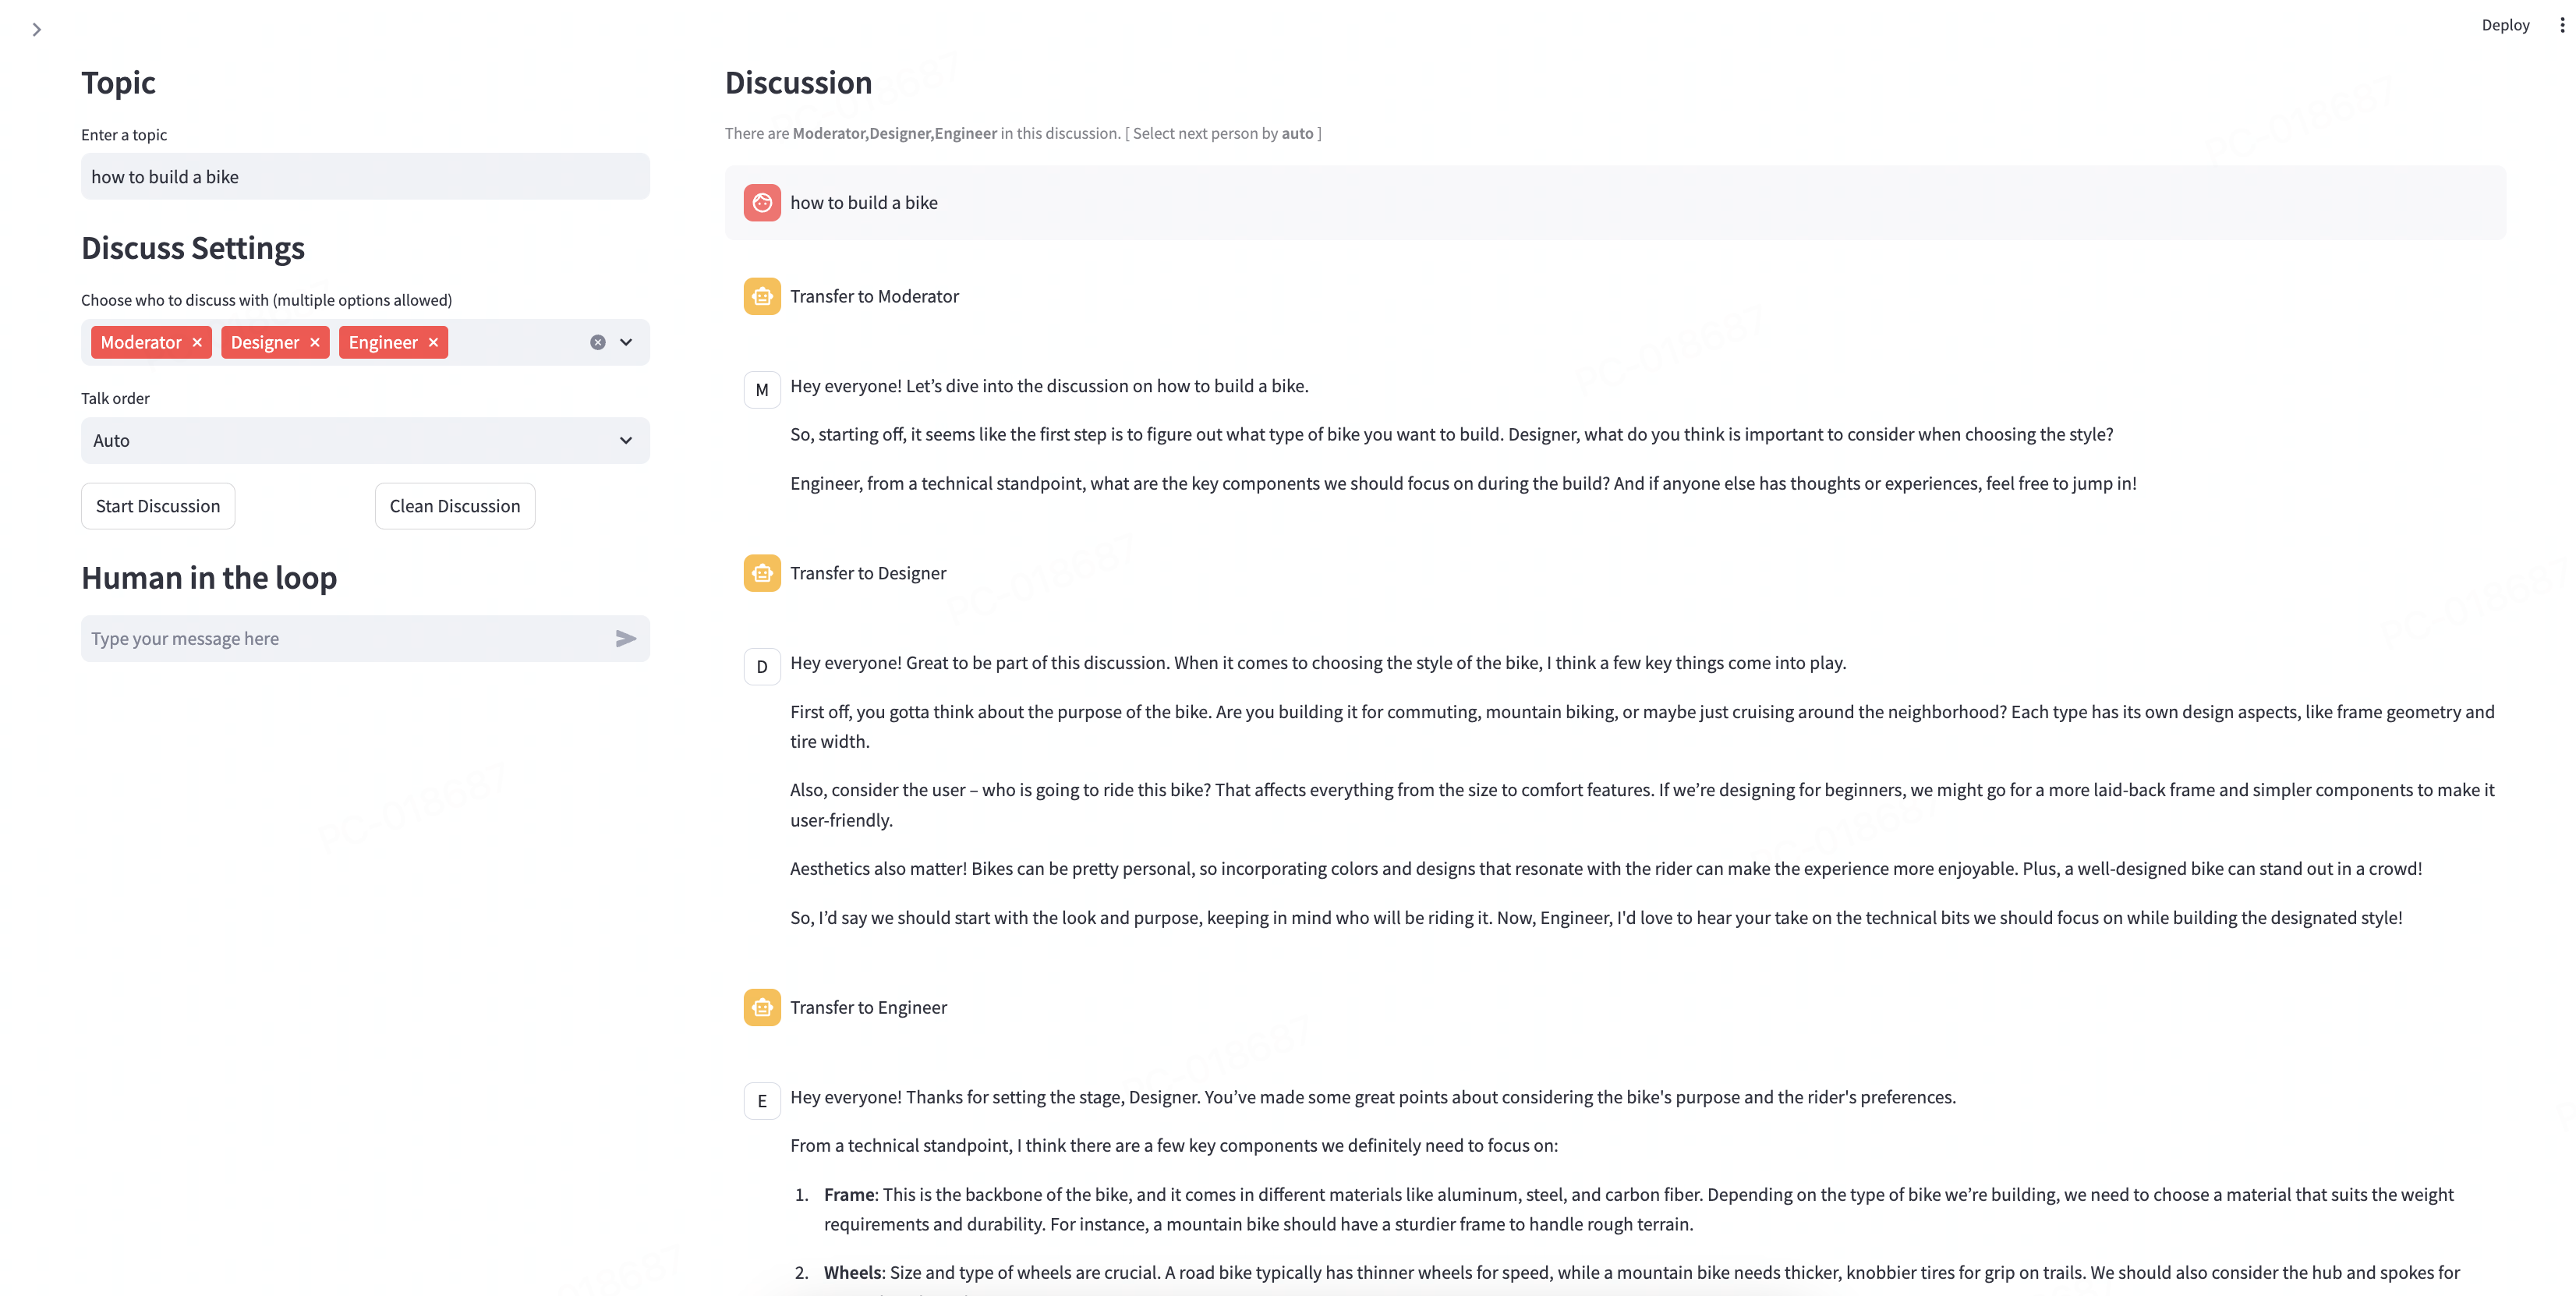 Deploy
Topic
Enter a topic
how to build a bike
Discuss Settings
Choose who to discuss with (multiple options allowed)
Moderator
Designer
Engineer
Talk order
Auto
Start Discussion
Clean Discussion
Human in the loop
Type your message here
Discussion
There are Moderator,Designer,Engineer in this discussion. [ Select next person by auto ]
how to build a bike
Transfer to Moderator
M
Hey everyone! Let’s dive into the discussion on how to build a bike.
So, starting off, it seems like the first step is to figure out what type of bike you want to build. Designer, what do you think is important to consider when choosing the style?
Engineer, from a technical standpoint, what are the key components we should focus on during the build? And if anyone else has thoughts or experiences, feel free to jump in!
Transfer to Designer
D
Hey everyone! Great to be part of this discussion. When it comes to choosing the style of the bike, I think a few key things come into play.
First off, you gotta think about the purpose of the bike. Are you building it for commuting, mountain biking, or maybe just cruising around the neighborhood? Each type has its own design aspects, like frame geometry and
tire width.
Also, consider the user – who is going to ride this bike? That affects everything from the size to comfort features. If we’re designing for beginners, we might go for a more laid-back frame and simpler components to make it
user-friendly.
Aesthetics also matter! Bikes can be pretty personal, so incorporating colors and designs that resonate with the rider can make the experience more enjoyable. Plus, a well-designed bike can stand out in a crowd!
So, I’d say we should start with the look and purpose, keeping in mind who will be riding it. Now, Engineer, I'd love to hear your take on the technical bits we should focus on while building the designated style!
Transfer to Engineer
E
Hey everyone! Thanks for setting the stage, Designer. You’ve made some great points about considering the bike's purpose and the rider's preferences.
From a technical standpoint, I think there are a few key components we definitely need to focus on:
1. Frame: This is the backbone of the bike, and it comes in different materials like aluminum, steel, and carbon fiber. Depending on the type of bike we’re building, we need to choose a material that suits the weight
requirements and durability. For instance, a mountain bike should have a sturdier frame to handle rough terrain.
2. Wheels: Size and type of wheels are crucial. A road bike typically has thinner wheels for speed, while a mountain bike needs thicker, knobbier tires for grip on trails. We should also consider the hub and spokes for
PC-018687
PC-018687
PC-018687
PC-018687
PC-018687
PC-018687
PC-018687
PC-018687
018687